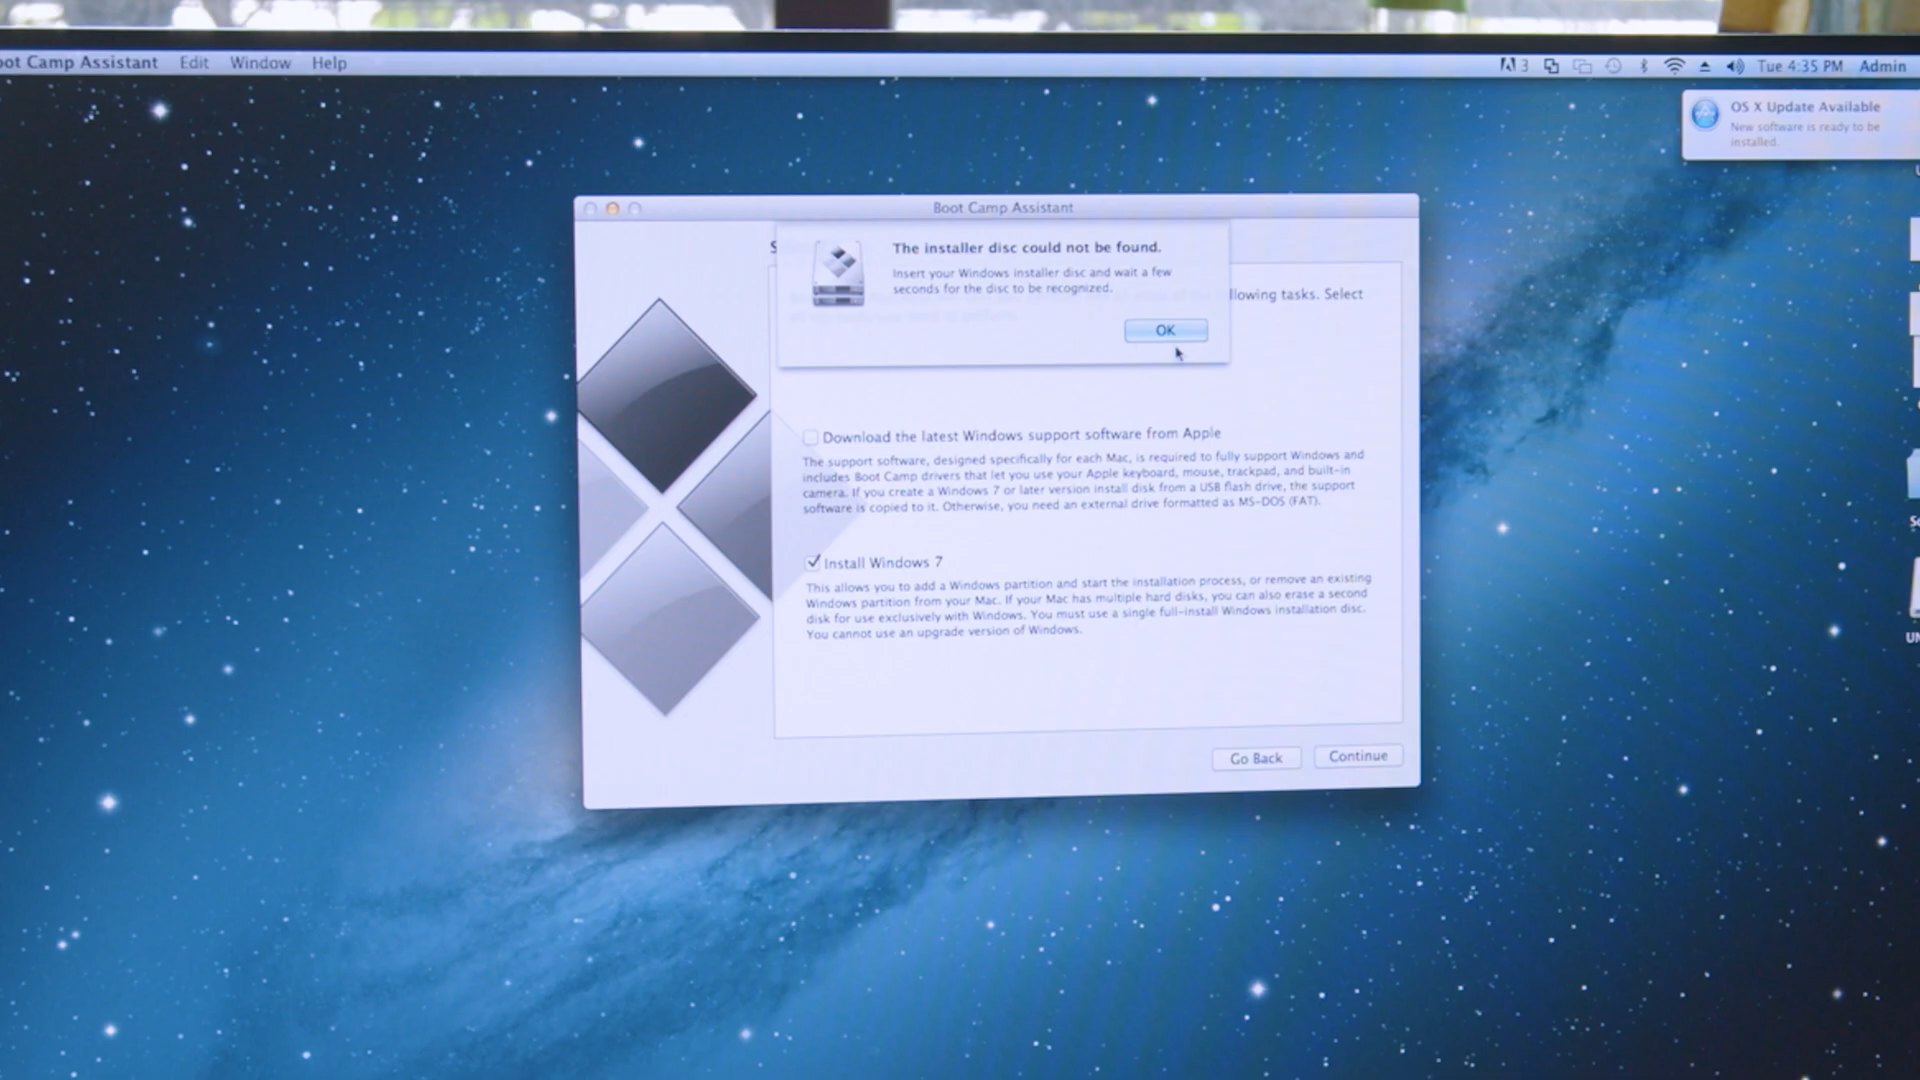 oot Camp Assistant Edit Window Help
3 Tue 4:35 PM Admin
OS X Update Available
New software is ready to be
installed.
Boot Camp Assistant
S
The installer disc could not be found.
Insert your Windows installer disc and wait a few
seconds for the disc to be recognized.
llowing tasks. Select
OK
Download the latest Windows support software from Apple
The support software, designed specifically for each Mac, is required to fully support Windows and
includes Boot Camp drivers that let you use your Apple keyboard, mouse, trackpad, and built-in
camera. If you create a Windows 7 or later version install disk from a USB flash drive, the support
software is copied to it. Otherwise, you need an external drive formatted as MS-DOS (FAT).
Install Windows 7
This allows you to add a Windows partition and start the installation process, or remove an existing
Windows partition from your Mac. If your Mac has multiple hard disks, you can also erase a second
disk for use exclusively with Windows. You must use a single full-install Windows installation disc.
You cannot use an upgrade version of Windows.
Go Back Continue